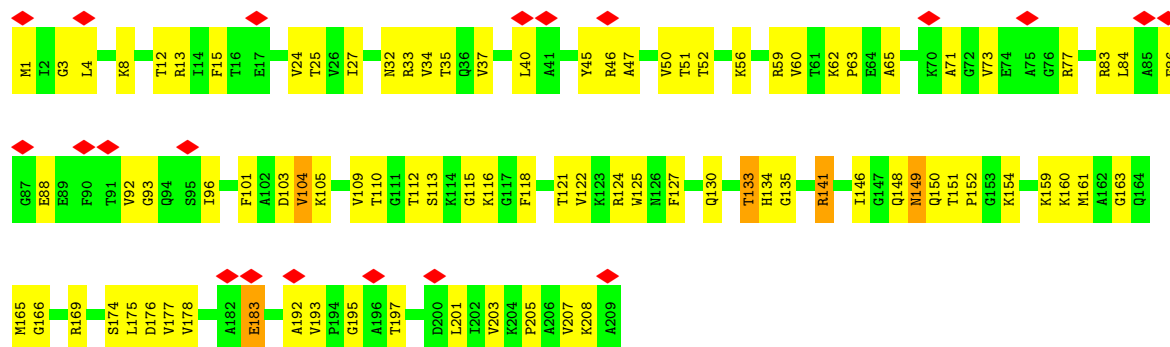 M1 I2 G3 L4 K8 T12 R13 I14 F15 T16 E17 V24 T25 V26 I27 N32 R33 V34 T35 Q36 V37 L40 A41 Y45 R46 A47 V50 T51 T52 K56 R59 V60 T61 K62 P63 E64 A65 K70 A71 G72 V73 E74 A75 G76 R77 R83 L84 A85 E86
G87 E88 E89 F90 T91 V92 G93 Q94 S95 I96 F101 A102 D103 V104 K105 V109 T110 G111 T112 S113 K114 G115 K116 G117 F118 T121 V122 K123 R124 W125 N126 F127 Q130 T133 H134 G135 R141 I146 G147 Q148 N149 Q150 T151 P152 G153 K154 K159 K160 M161 A162 G163 Q164
M165 G166 R169 S174 L175 D176 V177 V178 A182 E183 A192 V193 P194 G195 A196 T197 D200 L201 I202 V203 K204 P205 A206 V207 K208 A209